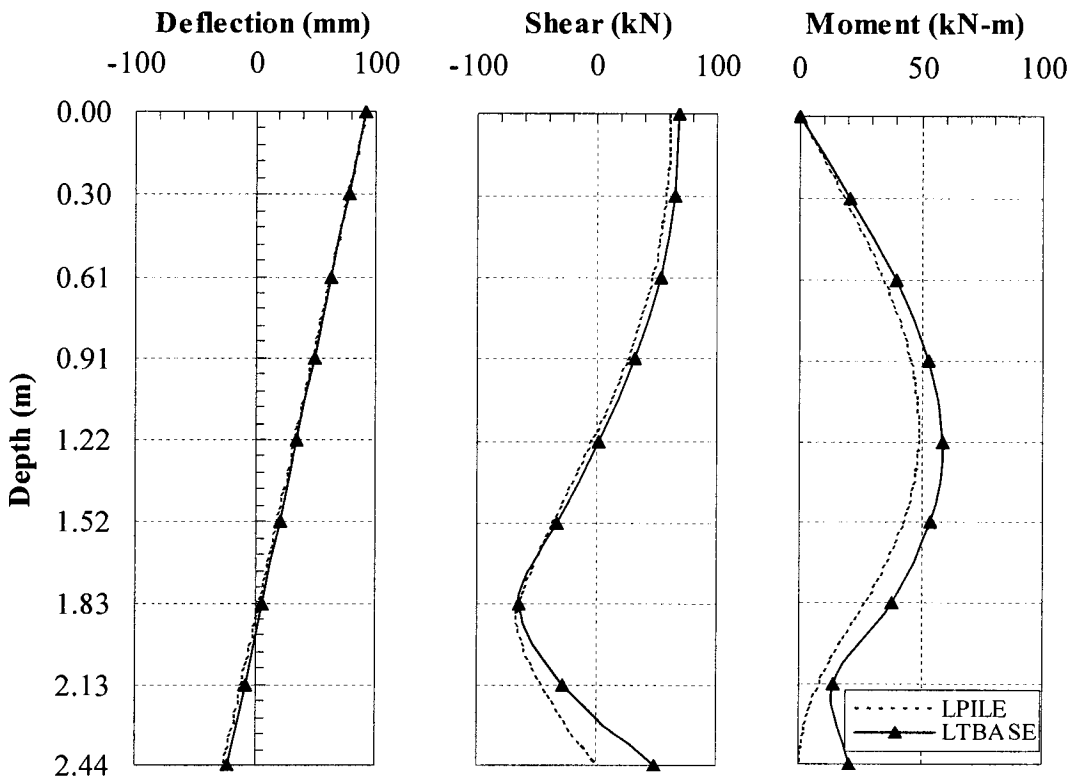 Deflection (mm)
Shear (kN)
Moment (kN-m)
-100 0 100
-100 0 100
0 50 100
Depth (m)
0.00
0.30
0.61
0.91
1.22
1.52
1.83
2.13
2.44
LPILE
LTBASE